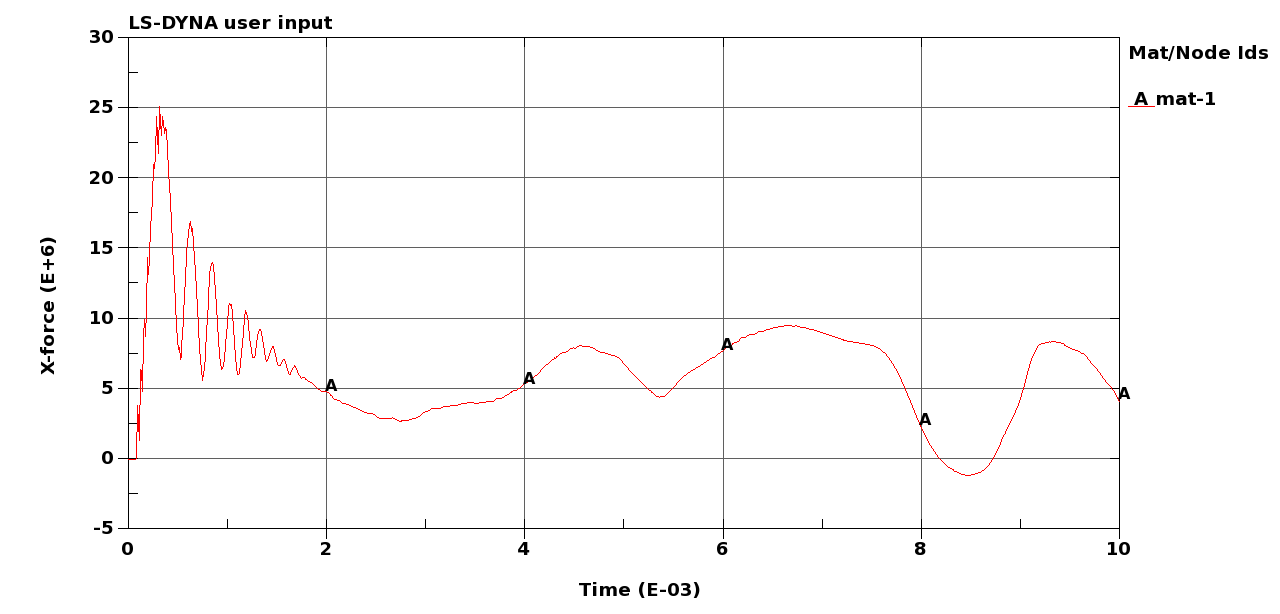 LS-DYNA user input
Mat/Node Ids
A mat-1
X-force (E+6)
30
25
20
15
10
5
0
-5
A
A
A
A
A
0
2
4
6
8
10
Time (E-03)